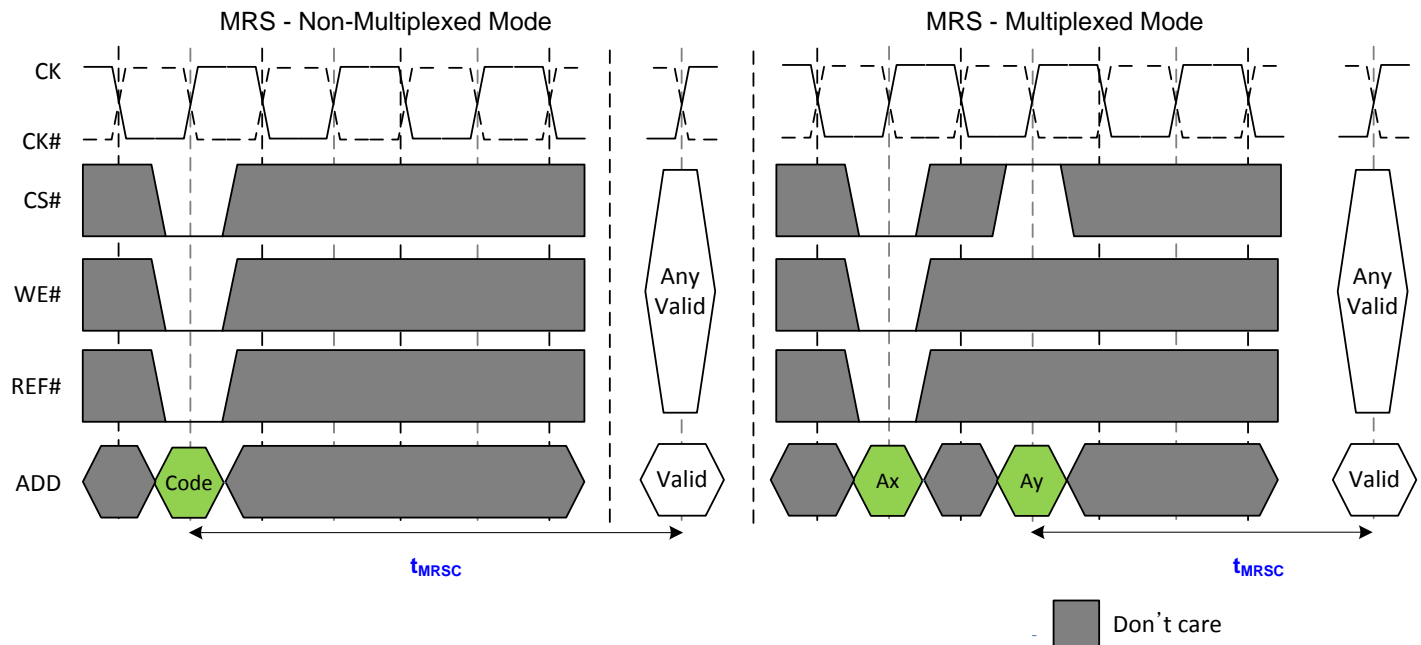 MRS - Non-Multiplexed Mode
MRS - Multiplexed Mode
CK
CK#
CS#
WE#
Any
Valid
Any
Valid
REF#
ADD
Code
Valid
Ax
Ay
Valid
tMRSC
tMRSC
Don't care